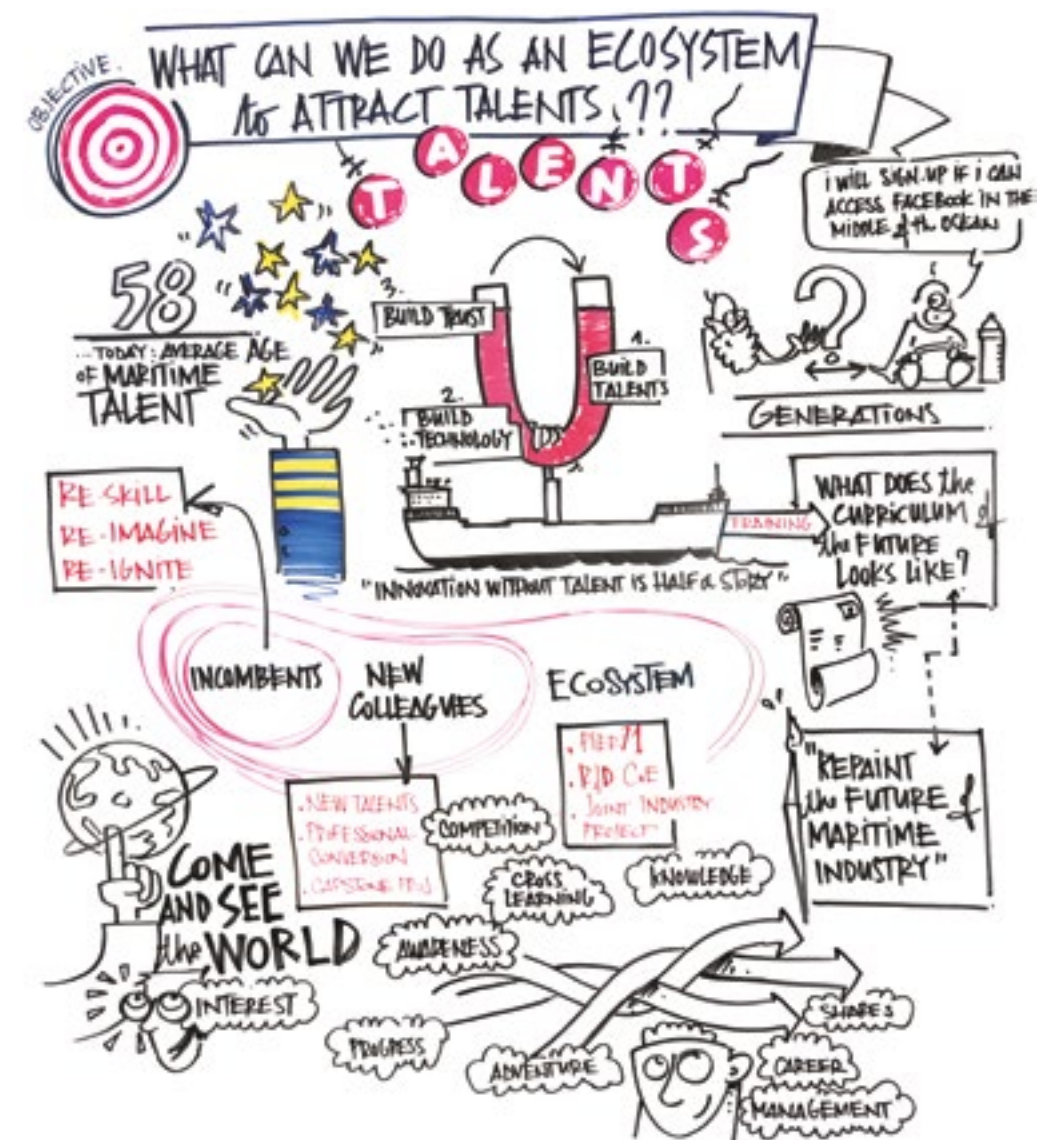 OBJECTIVE.
WHAT CAN WE DO AS AN ECOSYSTEM
to ATTRACT TALENTS.??
TALENTS
I WILL SIGN-UP IF I CAN
ACCESS FACEBOOK IN THE
MIDDLE of the OCEAN
58
...TODAY: AVERAGE AGE
OF MARITIME
TALENT
3.
BUILD TRUST
1.
BUILD
TALENTS
2.
BUILD
TECHNOLOGY
?
GENERATIONS
RE-SKILL
RE-IMAGINE
RE-IGNITE
TRAINING
WHAT DOES the
CURRICULUM of
the FUTURE
LOOKS LIKE?
"INNOVATION WITHOUT TALENT IS HALF a STORY"
INCOMBENTS
NEW
COLLEAGUES
ECOSYSTEM
. NEW TALENTS
. PROFESSIONAL
CONVERSION
. CAPSTONE
. R&D CoE
. JOINT INDUSTRY
PROJECT
"REPAINT
the FUTURE of
MARITIME
INDUSTRY"
COMPETITION
CROSS
LEARNING
KNOWLEDGE
COME
AND SEE
the WORLD
AWARENESS
INTEREST
PROGRESS
ADVENTURE
SHARES
CAREER
MANAGEMENT